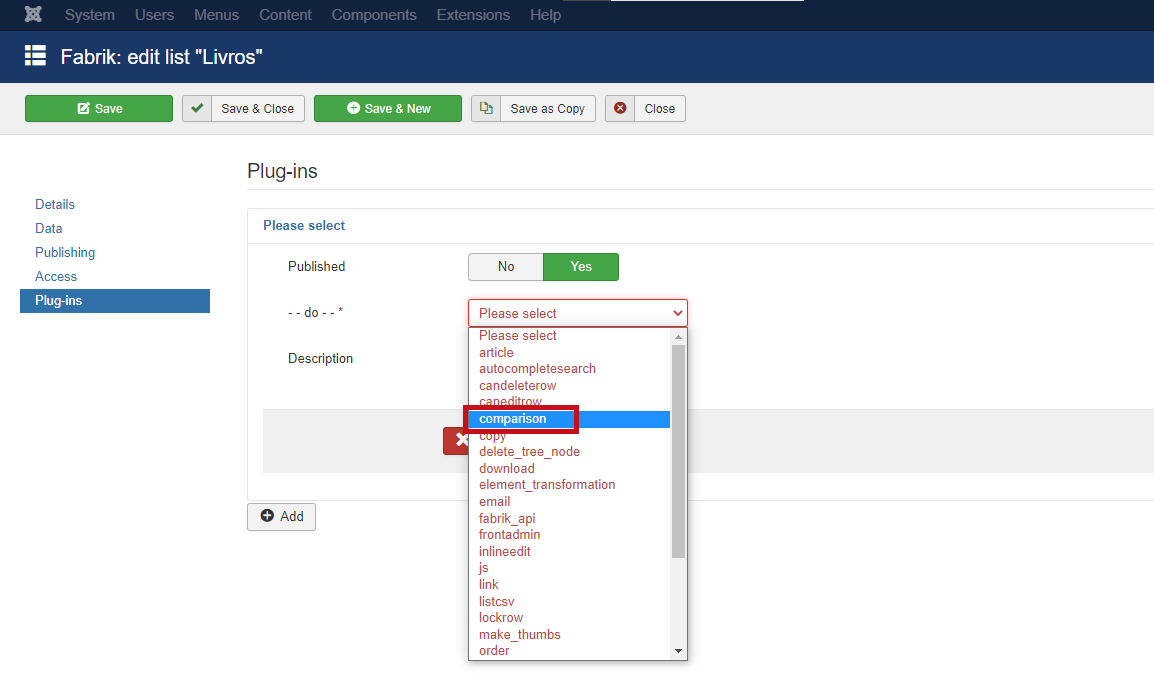 System Users Menus Content Components Extensions Help
Fabrik: edit list "Livros"
Save Save & Close Save & New Save as Copy Close
Plug-ins
Details
Data
Publishing
Access
Plug-ins
Please select
Published No Yes
- - do - - * Please select
Description
Please select
article
autocompletesearch
candeleterow
caneditrow
comparison
copy
delete_tree_node
download
element_transformation
email
fabrik_api
frontadmin
inlineedit
js
link
listcsv
lockrow
make_thumbs
order
Add